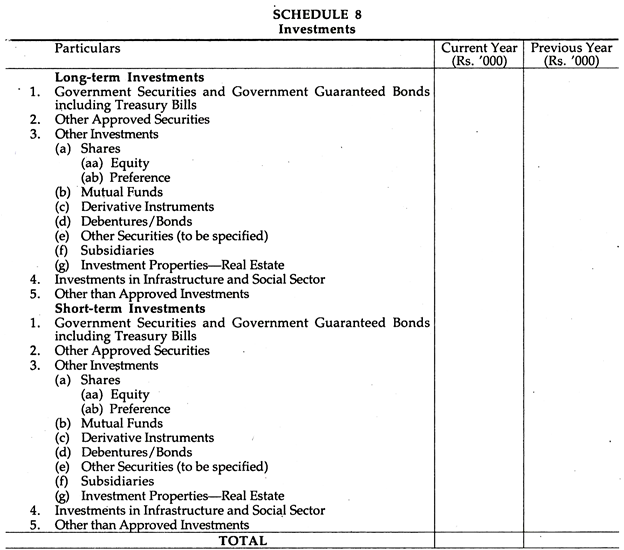 SCHEDULE 8
Investments
Particulars Current Year Previous Year
(Rs. '000) (Rs. '000)
Long-term Investments
1. Government Securities and Government Guaranteed Bonds
including Treasury Bills
2. Other Approved Securities
3. Other Investments
(a) Shares
(aa) Equity
(ab) Preference
(b) Mutual Funds
(c) Derivative Instruments
(d) Debentures/Bonds
(e) Other Securities (to be specified)
(f) Subsidiaries
(g) Investment Properties—Real Estate
4. Investments in Infrastructure and Social Sector
5. Other than Approved Investments
Short-term Investments
1. Government Securities and Government Guaranteed Bonds
including Treasury Bills
2. Other Approved Securities
3. Other Investments
(a) Shares
(aa) Equity
(ab) Preference
(b) Mutual Funds
(c) Derivative Instruments
(d) Debentures/Bonds
(e) Other Securities (to be specified)
(f) Subsidiaries
(g) Investment Properties—Real Estate
4. Investments in Infrastructure and Social Sector
5. Other than Approved Investments
TOTAL